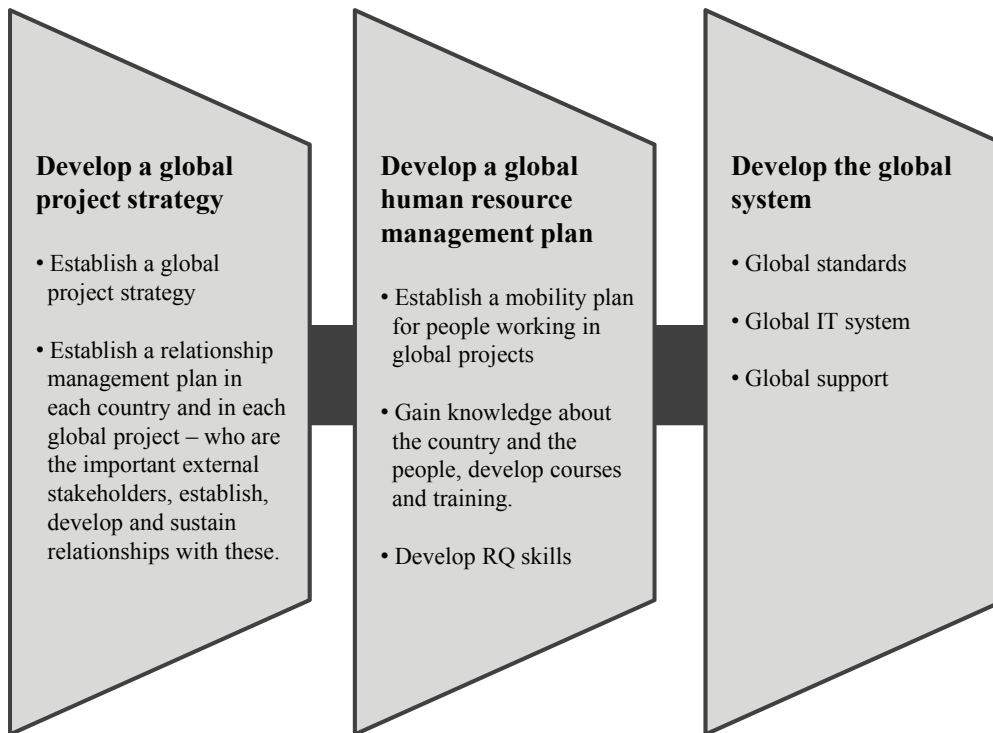 Develop a global
project strategy
• Establish a global
project strategy
• Establish a relationship
management plan in
each country and in each
global project – who are
the important external
stakeholders, establish,
develop and sustain
relationships with these.
Develop a global
human resource
management plan
• Establish a mobility plan
for people working in
global projects
• Gain knowledge about
the country and the
people, develop courses
and training.
• Develop RQ skills
Develop the global
system
• Global standards
• Global IT system
• Global support